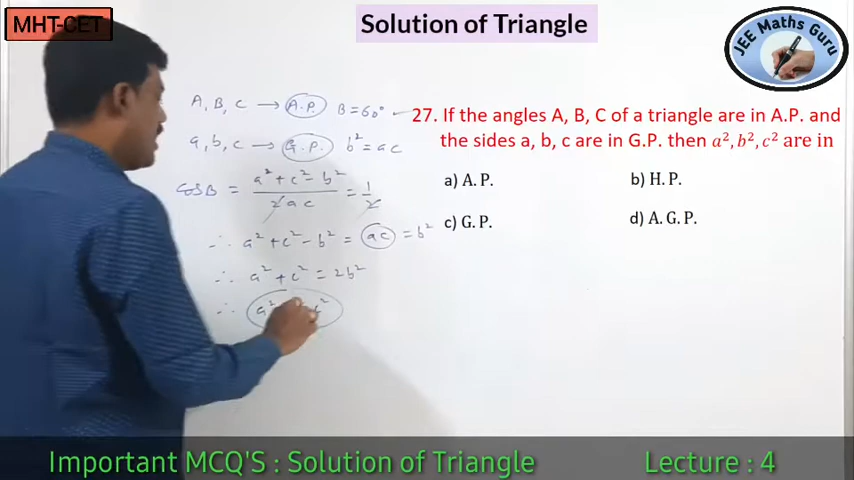 MHT-CET
Solution of Triangle
JEE Maths Guru
A, B, C → A.P. B = 60°
a, b, c → G.P. b² = ac
cos B = a² + c² - b² / 2ac = 1/2
∴ a² + c² - b² = ac = b²
∴ a² + c² = 2b²
∴ a² c²
27. If the angles A, B, C of a triangle are in A.P. and
the sides a, b, c are in G.P. then a², b², c² are in
a) A. P. b) H. P.
c) G. P. d) A. G. P.
Important MCQ'S : Solution of Triangle Lecture : 4